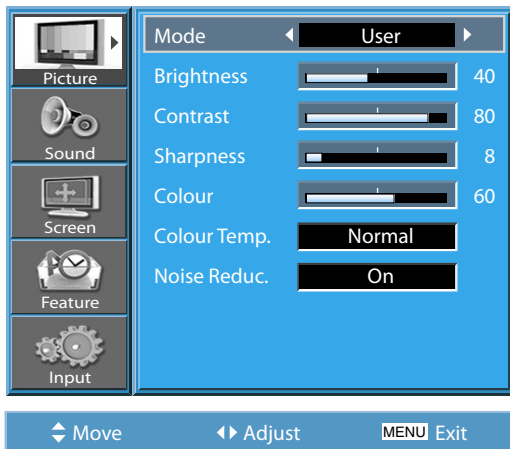 Picture
Sound
Screen
Feature
Input
Mode User
Brightness 40
Contrast 80
Sharpness 8
Colour 60
Colour Temp. Normal
Noise Reduc. On
Move Adjust MENU Exit